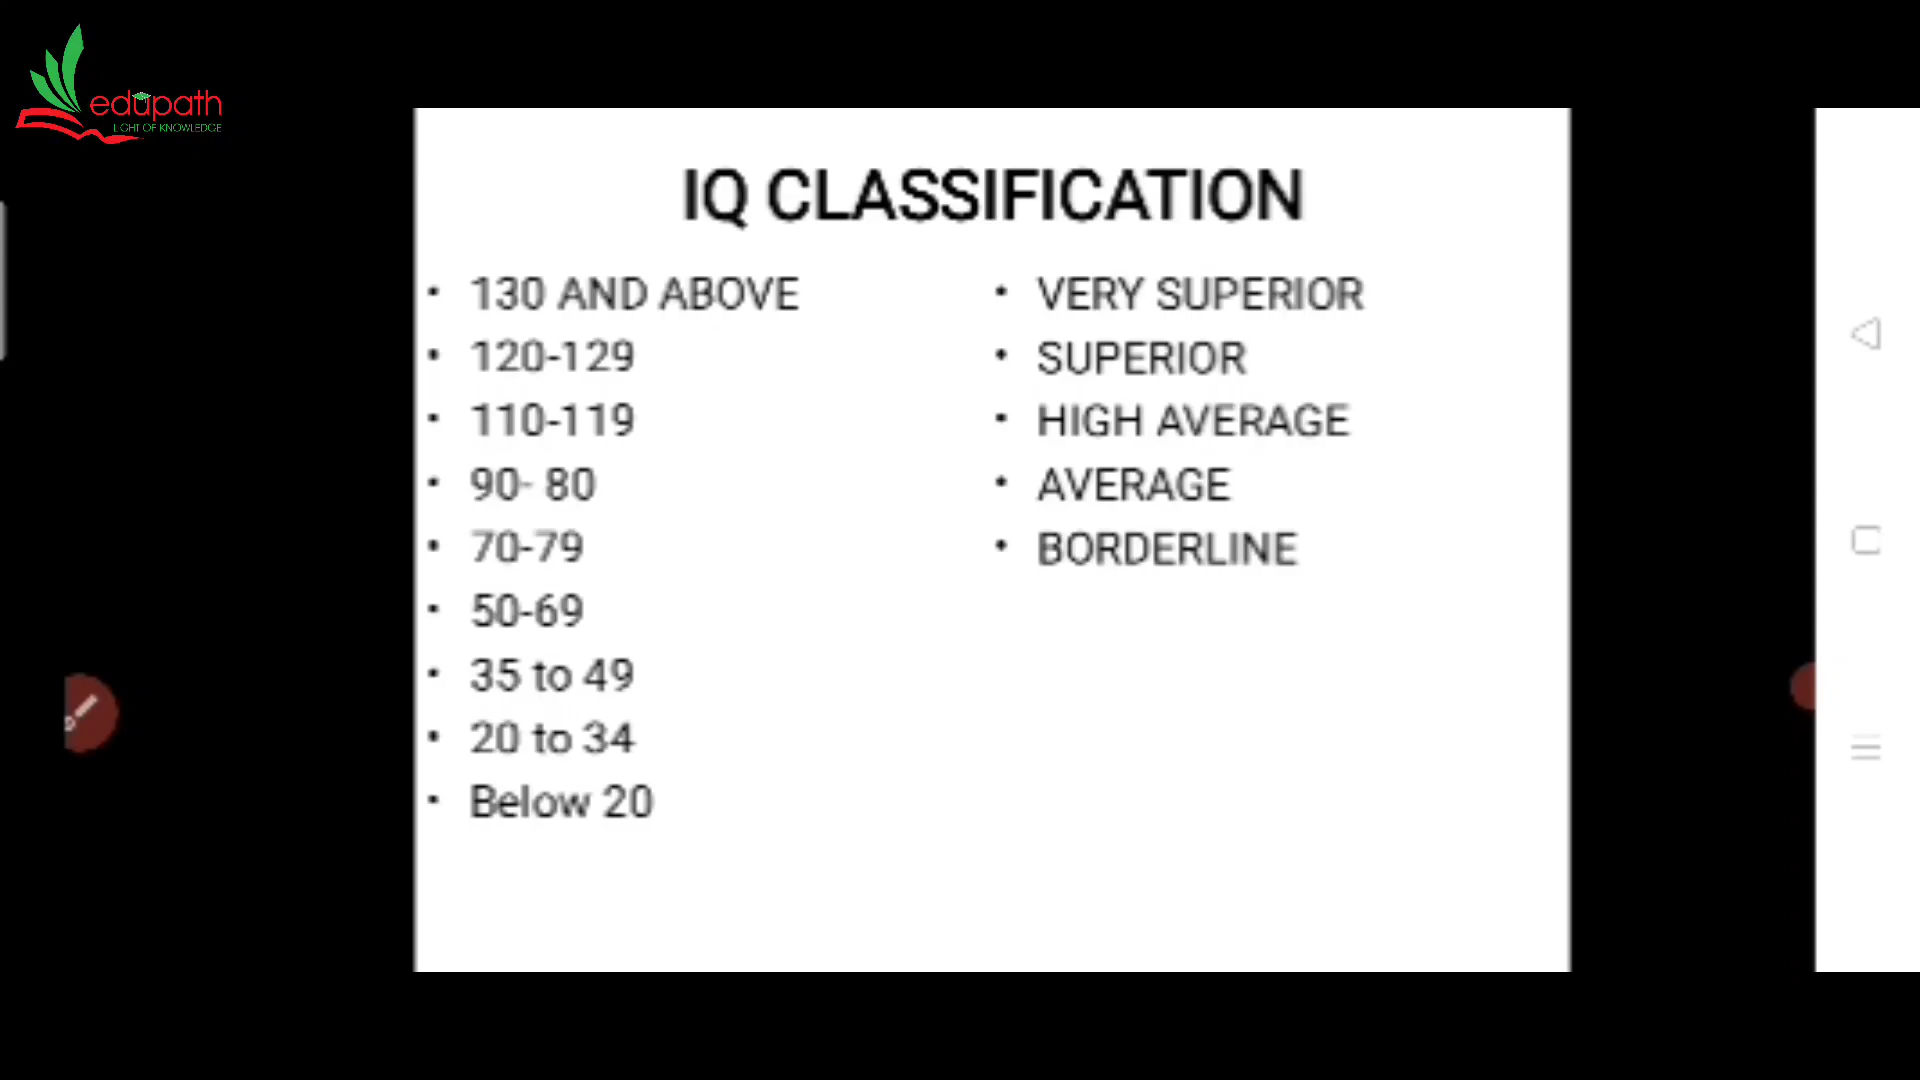 edupath
LIGHT OF KNOWLEDGE
IQ CLASSIFICATION
• 130 AND ABOVE
• 120-129
• 110-119
• 90- 80
• 70-79
• 50-69
• 35 to 49
• 20 to 34
• Below 20
• VERY SUPERIOR
• SUPERIOR
• HIGH AVERAGE
• AVERAGE
• BORDERLINE